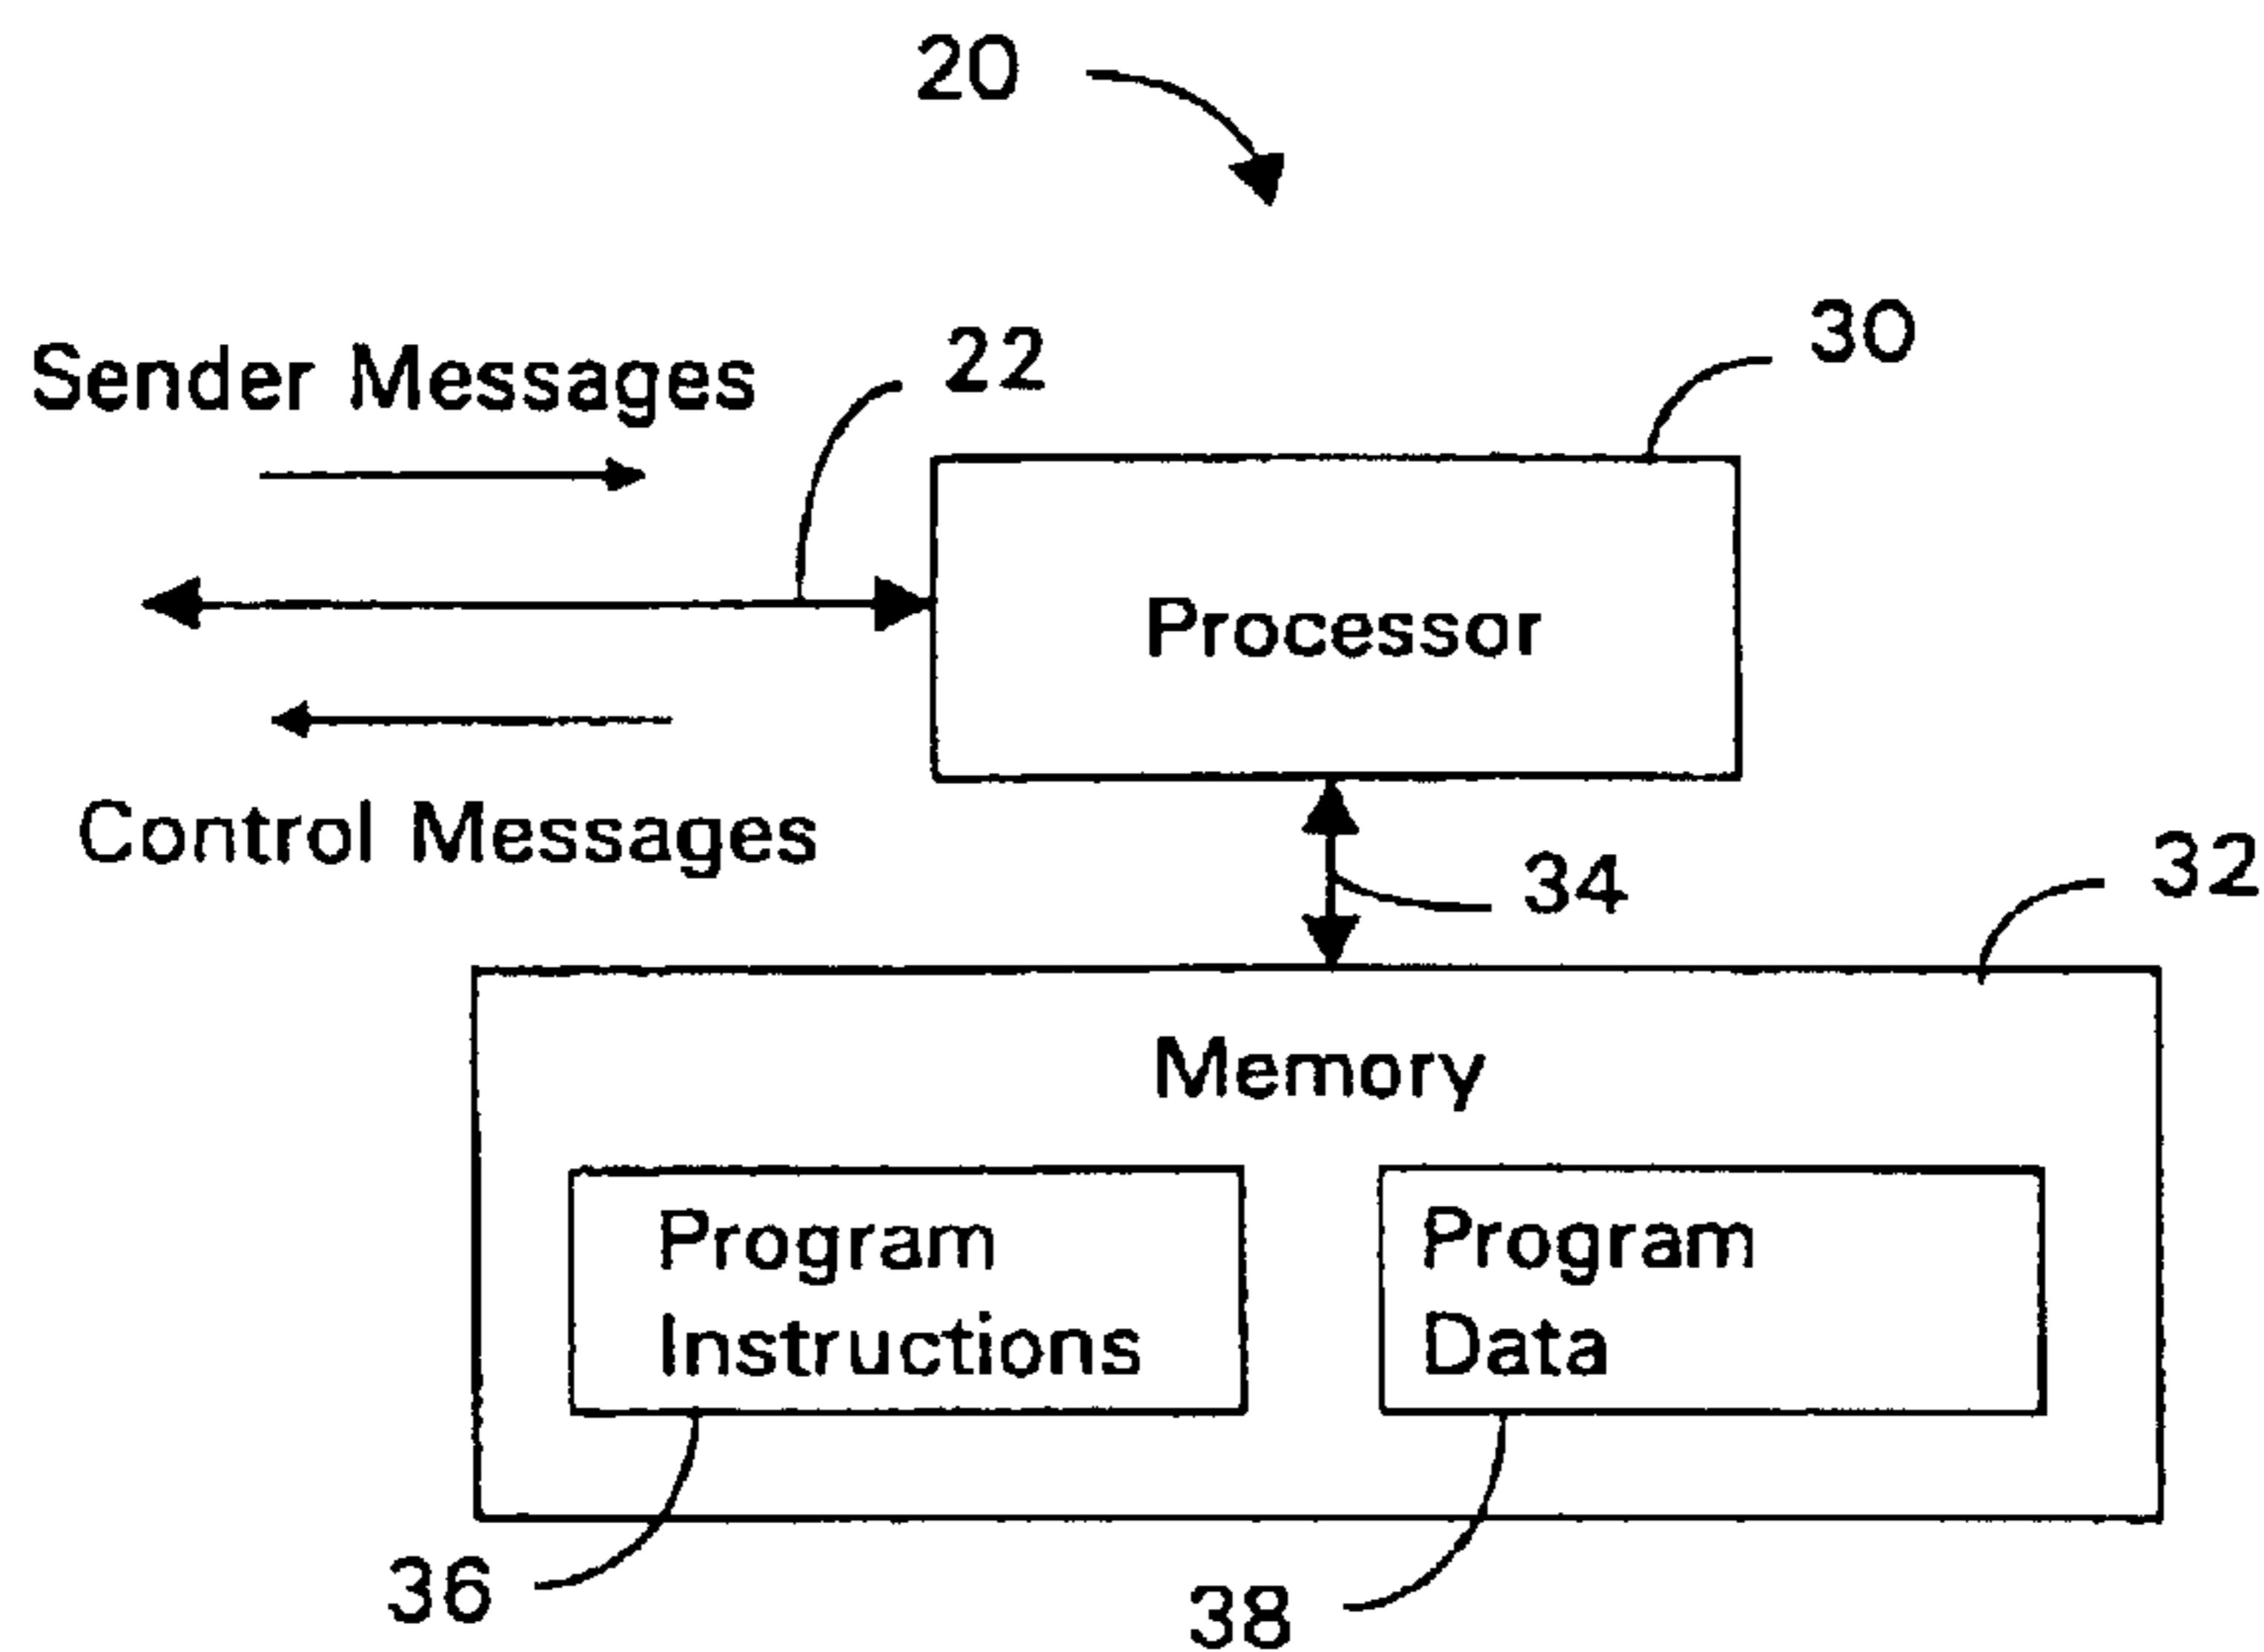 20
30
22
Sender Messages
Processor
Control Messages
34
32
Memory
Program
Instructions
Program
Data
36
38